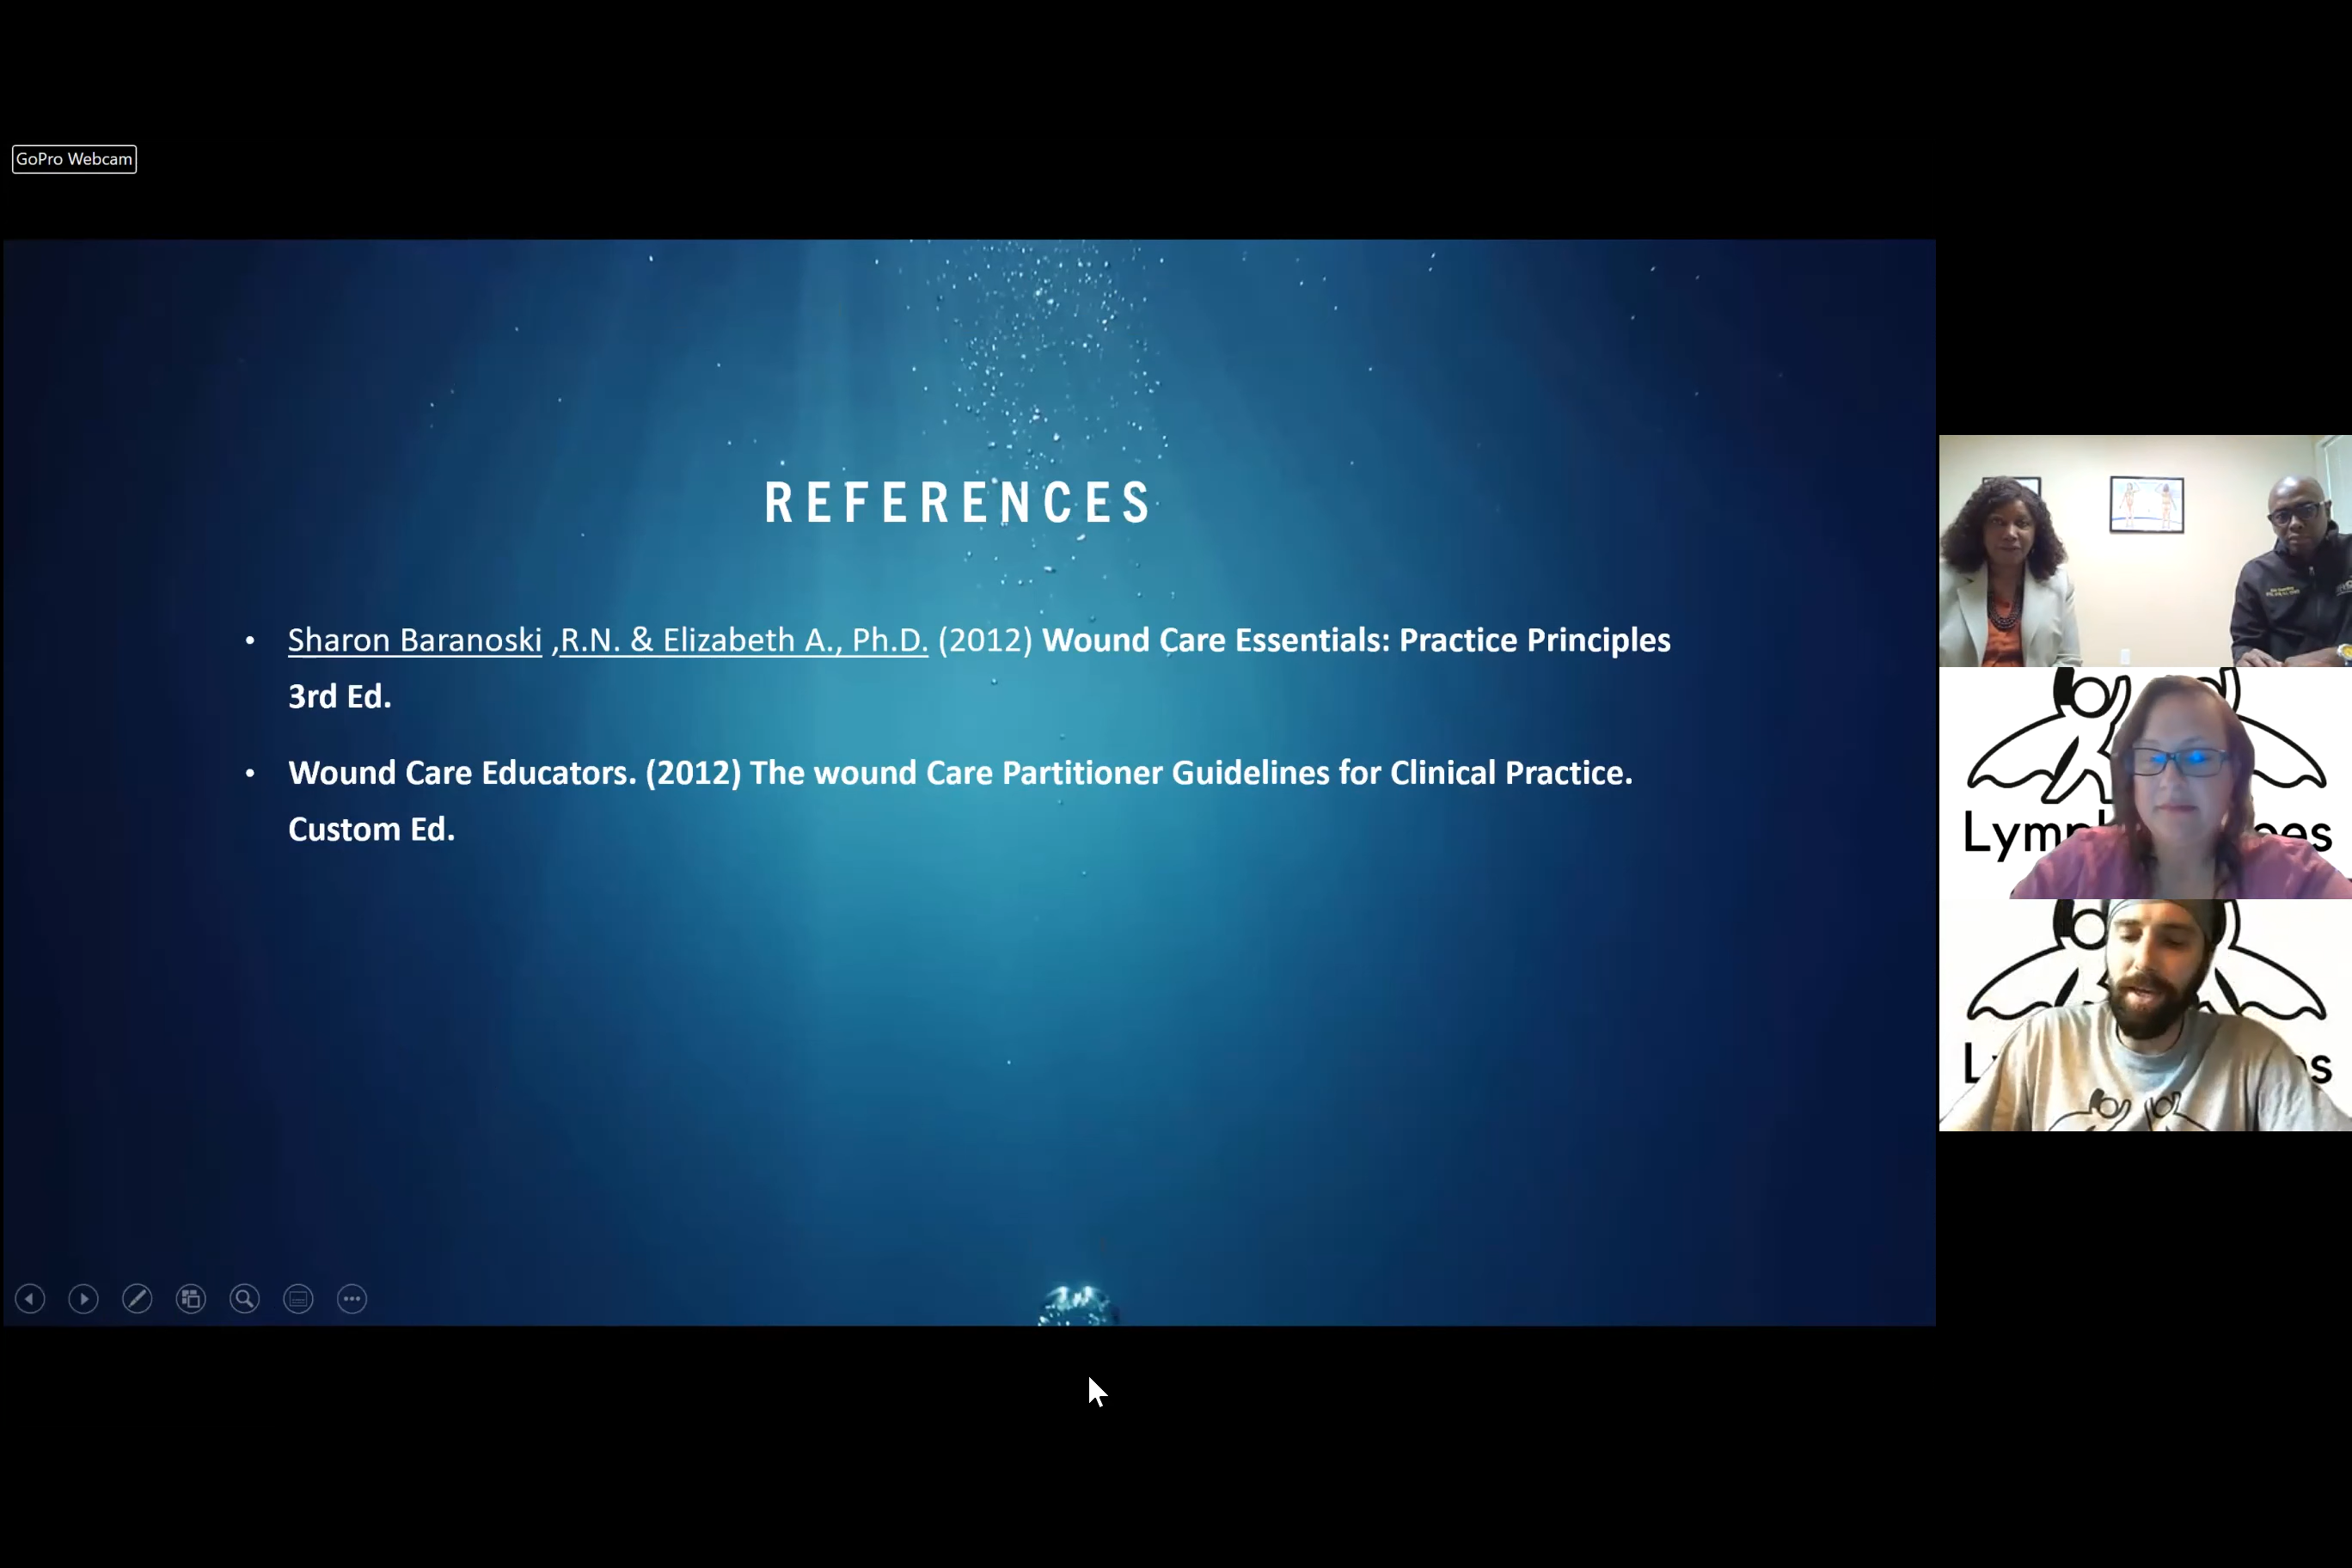 GoPro Webcam
REFERENCES
• Sharon Baranoski ,R.N. & Elizabeth A., Ph.D. (2012) Wound Care Essentials: Practice Principles
3rd Ed.
• Wound Care Educators. (2012) The wound Care Partitioner Guidelines for Clinical Practice.
Custom Ed.